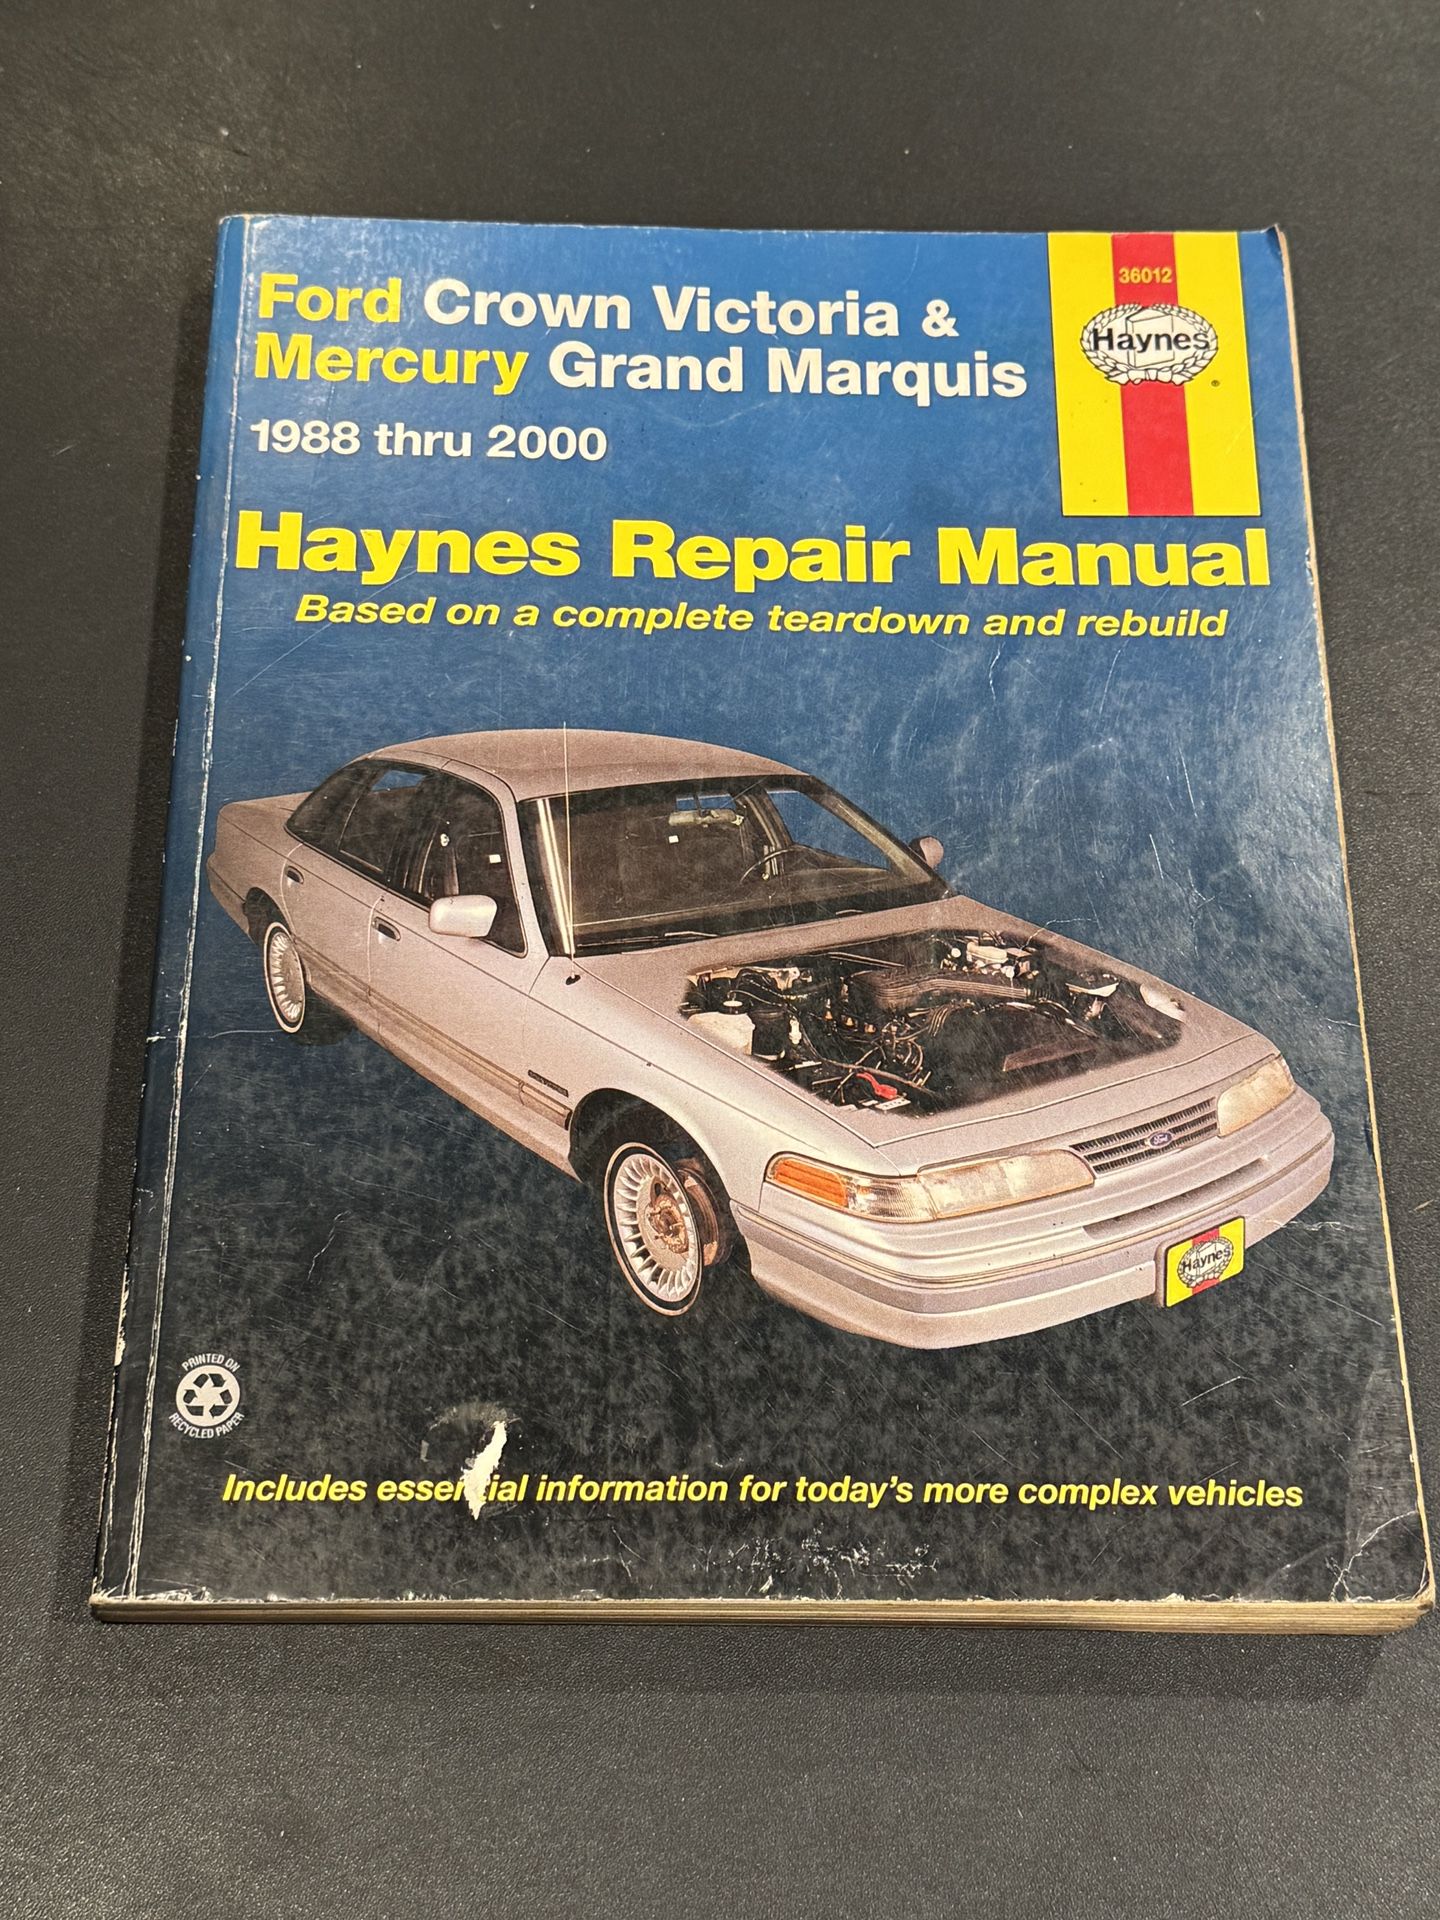 36012
Haynes
®
Ford Crown Victoria &
Mercury Grand Marquis
1988 thru 2000
Haynes Repair Manual
Based on a complete teardown and rebuild
Ford
Haynes
PRINTED ON
RECYCLED PAPER
Includes essential information for today's more complex vehicles